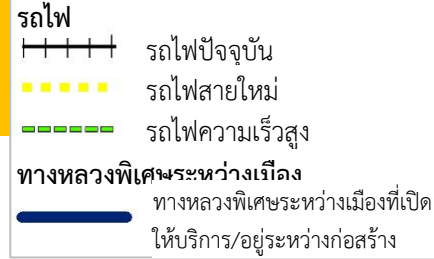 รถไฟ
รถไฟปัจจุบัน
รถไฟสายใหม่
รถไฟความเร็วสูง
ทางหลวงพิเศษระหว่างเมือง
ทางหลวงพิเศษระหว่างเมืองที่เปิด
ให้บริการ/อยู่ระหว่างก่อสร้าง